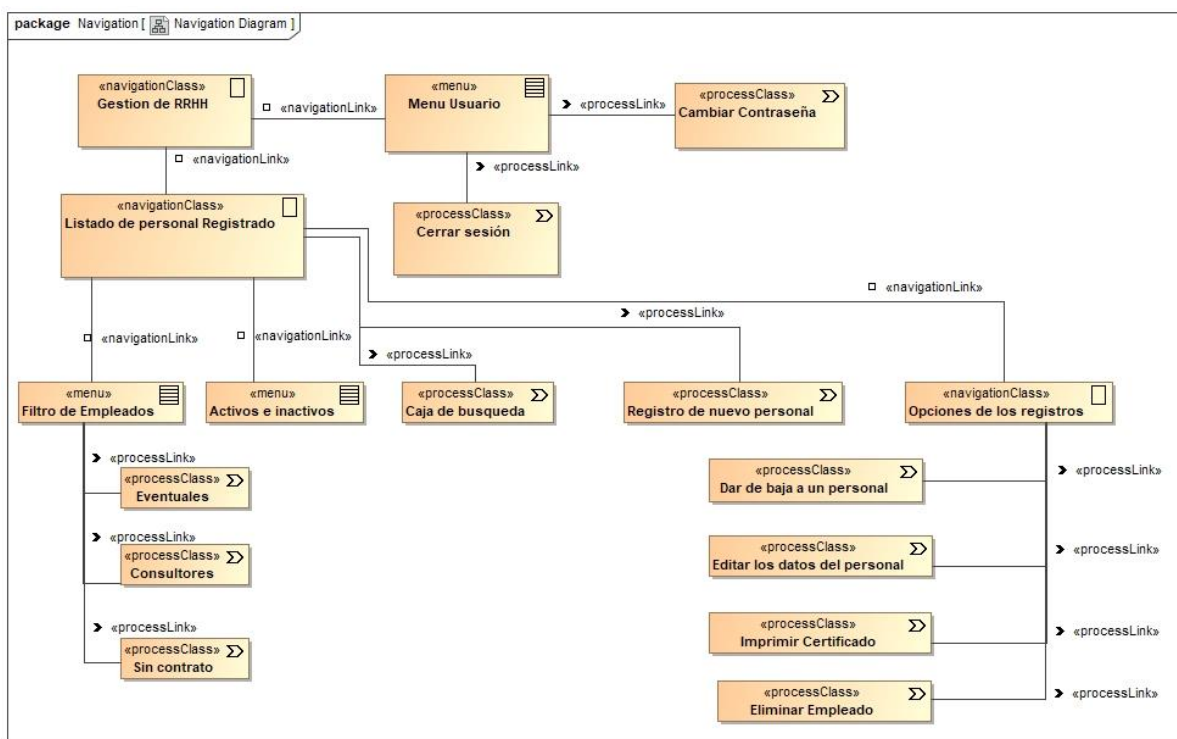 package Navigation [ Navigation Diagram ]
«navigationClass»
Gestion de RRHH
«navigationLink»
«menu»
Menu Usuario
«processLink»
«processClass»
Cambiar Contraseña
«navigationLink»
«processLink»
«navigationClass»
Listado de personal Registrado
«processClass»
Cerrar sesión
«navigationLink»
«processLink»
«navigationLink»
«navigationLink»
«processLink»
«menu»
Filtro de Empleados
«menu»
Activos e inactivos
«processClass»
Caja de busqueda
«processClass»
Registro de nuevo personal
«navigationClass»
Opciones de los registros
«processLink»
«processClass»
Eventuales
«processLink»
«processClass»
Consultores
«processLink»
«processClass»
Sin contrato
«processClass»
Dar de baja a un personal
«processLink»
«processClass»
Editar los datos del personal
«processLink»
«processClass»
Imprimir Certificado
«processLink»
«processClass»
Eliminar Empleado
«processLink»